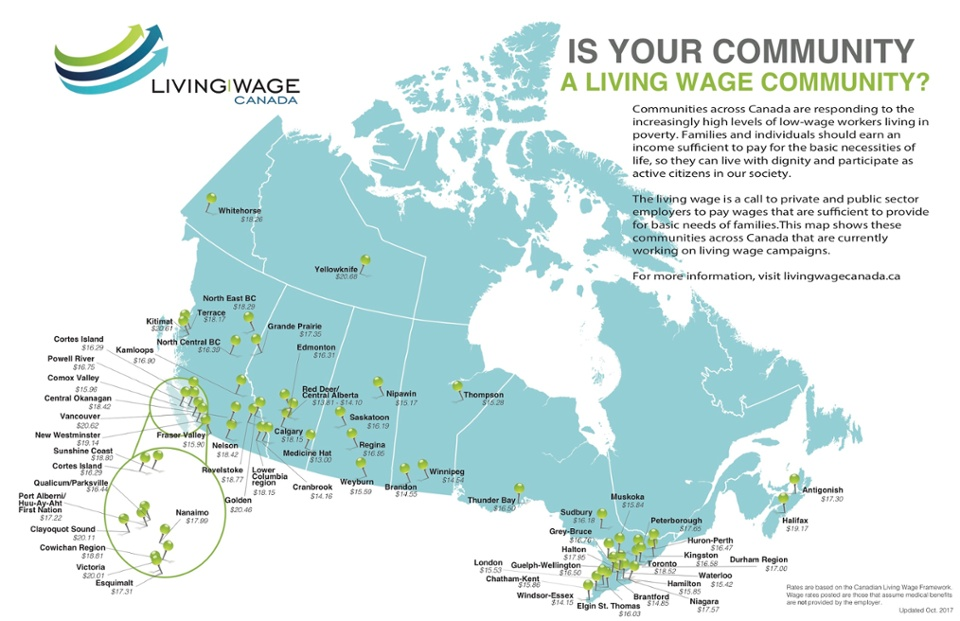 LIVING WAGE
CANADA
IS YOUR COMMUNITY
A LIVING WAGE COMMUNITY?
Communities across Canada are responding to the
increasingly high levels of low-wage workers living in
poverty. Families and individuals should earn an
income sufficient to pay for the basic necessities of
life, so they can live with dignity and participate as
active citizens in our society.
The living wage is a call to private and public sector
employers to pay wages that are sufficient to provide
for basic needs of families.This map shows these
communities across Canada that are currently
working on living wage campaigns.
For more information, visit livingwagecanada.ca
Whitehorse
$18.26
Yellowknife
North East BC
$18.29
Terrace
$18.17
Kitimat
Grande Prairie
$17.35
North Central BC
$16.39
Cortes Island
$16.29
Kamloops
$16.90
Edmonton
$16.31
Powell River
$16.75
Comox Valley
$15.96
Red Deer/
Central Alberta
$13.81 - $14.10
Nipawin
$15.17
Thompson
$15.28
Central Okanagan
$18.42
Vancouver
$20.62
Saskatoon
$16.19
New Westminster
$19.14
Fraser Valley
$15.90
Calgary
$18.15
Nelson
$18.42
Medicine Hat
$13.00
Regina
Sunshine Coast
Cortes Island
$16.29
Revelstoke
$18.77
Lower
Columbia
region
$18.15
Cranbrook
$14.16
Weyburn
$15.59
Brandon
$14.55
Winnipeg
$14.54
Qualicum/Parksville
$16.44
Golden
$20.46
Port Alberni/
Huu-Ay-Aht
First Nation
$17.22
Nanaimo
Clayoquot Sound
$20.11
Cowichan Region
$18.81
Victoria
$20.01
Esquimalt
$17.31
Thunder Bay
Muskoka
$15.84
Sudbury
$16.18
Antigonish
$17.30
Halifax
$19.17
Peterborough
$17.65
Grey-Bruce
Huron-Perth
$16.47
Halton
$17.95
Kingston
$16.58
Durham Region
$17.00
London
$15.53
Guelph-Wellington
$16.50
Toronto
$18.52
Chatham-Kent
$15.86
Waterloo
$15.42
Windsor-Essex
$14.15
Hamilton
$15.85
Elgin St. Thomas
$16.03
Brantford
$14.85
Niagara
$17.57
Rates are based on the Canadian Living Wage Framework.
Wage rates posted are those that assume medical benefits
are not provided by the employer.
Updated Oct. 2017